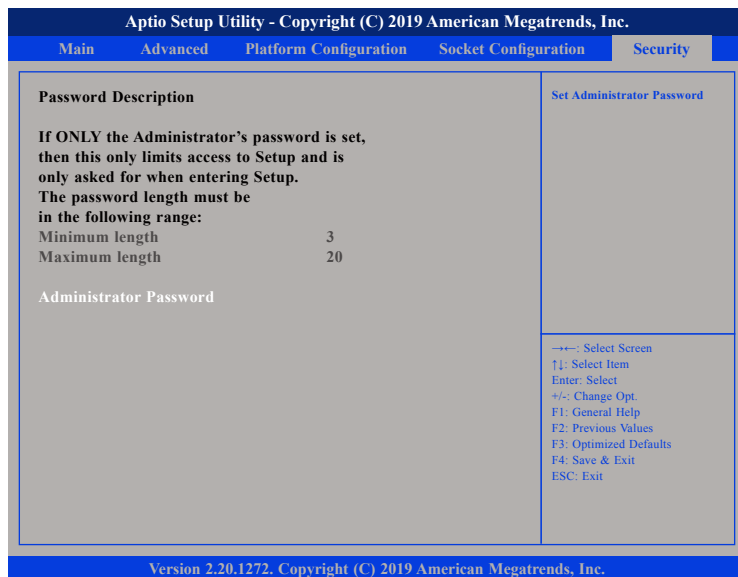 Aptio Setup Utility - Copyright (C) 2019 American Megatrends, Inc.
Main Advanced Platform Configuration Socket Configuration Security
Password Description
If ONLY the Administrator’s password is set,
then this only limits access to Setup and is
only asked for when entering Setup.
The password length must be
in the following range:
Minimum length 3
Maximum length 20
Administrator Password
Set Administrator Password
→←: Select Screen
↑↓: Select Item
Enter: Select
+/-: Change Opt.
F1: General Help
F2: Previous Values
F3: Optimized Defaults
F4: Save & Exit
ESC: Exit
Version 2.20.1272. Copyright (C) 2019 American Megatrends, Inc.